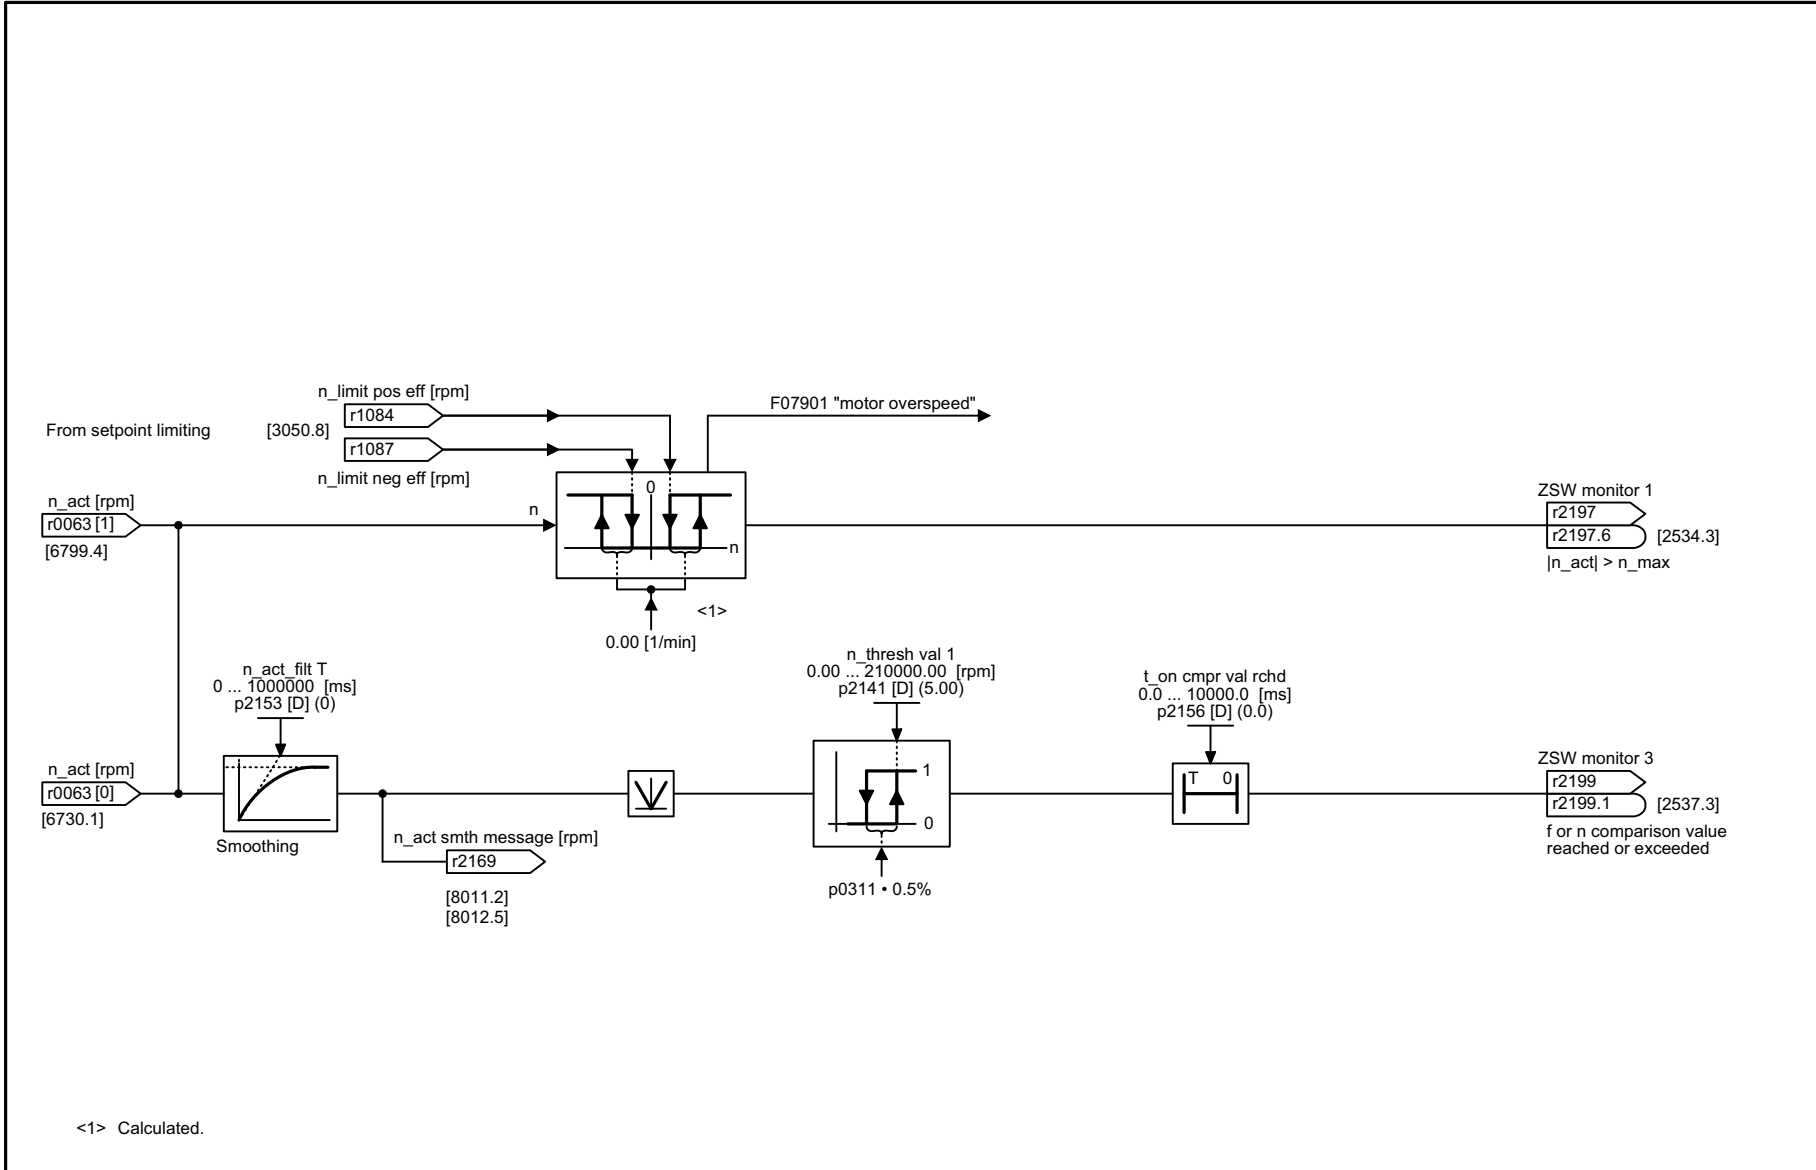 n_limit pos eff [rpm]
r1084
F07901 "motor overspeed"
From setpoint limiting
[3050.8]
r1087
n_limit neg eff [rpm]
0
n_act [rpm]
r0063 [1]
[6799.4]
n
n
ZSW monitor 1
r2197
r2197.6
[2534.3]
|n_act| > n_max
<1>
0.00 [1/min]
n_act_filt T
0 ... 1000000 [ms]
p2153 [D] (0)
n_thresh val 1
0.00 ... 210000.00 [rpm]
p2141 [D] (5.00)
t_on cmpr val rchd
0.0 ... 10000.0 [ms]
p2156 [D] (0.0)
n_act [rpm]
r0063 [0]
[6730.1]
Smoothing
n_act smth message [rpm]
r2169
[8011.2]
[8012.5]
1
0
p0311 • 0.5%
T 0
ZSW monitor 3
r2199
r2199.1
[2537.3]
f or n comparison value
reached or exceeded
<1> Calculated.